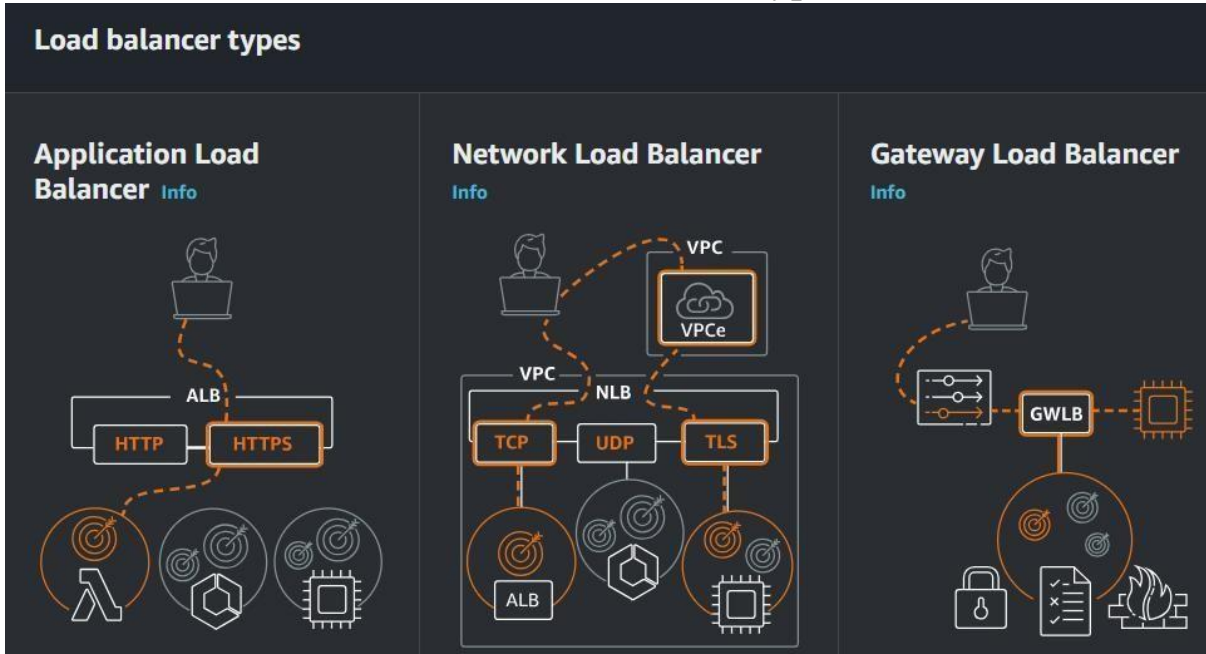 Load balancer types
Application Load
Balancer Info
ALB
HTTP HTTPS
Network Load Balancer
Info
VPC
VPCe
VPC
NLB
TCP UDP TLS
ALB
Gateway Load Balancer
Info
GWLB